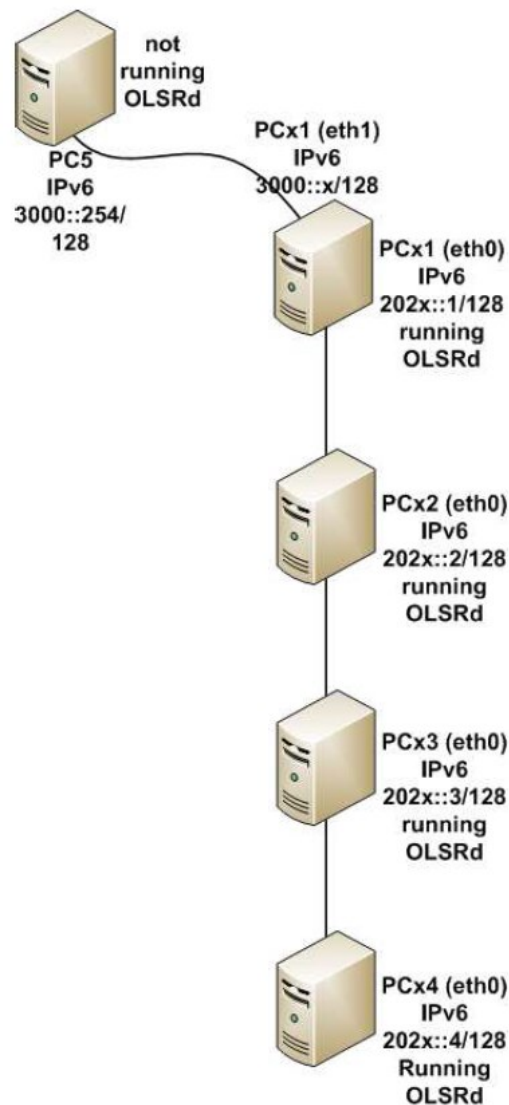 not
running
OLSRd
PC5
IPv6
3000::254/
128
PCx1 (eth1)
IPv6
3000::x/128
PCx1 (eth0)
IPv6
202x::1/128
running
OLSRd
PCx2 (eth0)
IPv6
202x::2/128
running
OLSRd
PCx3 (eth0)
IPv6
202x::3/128
running
OLSRd
PCx4 (eth0)
IPv6
202x::4/128
Running
OLSRd